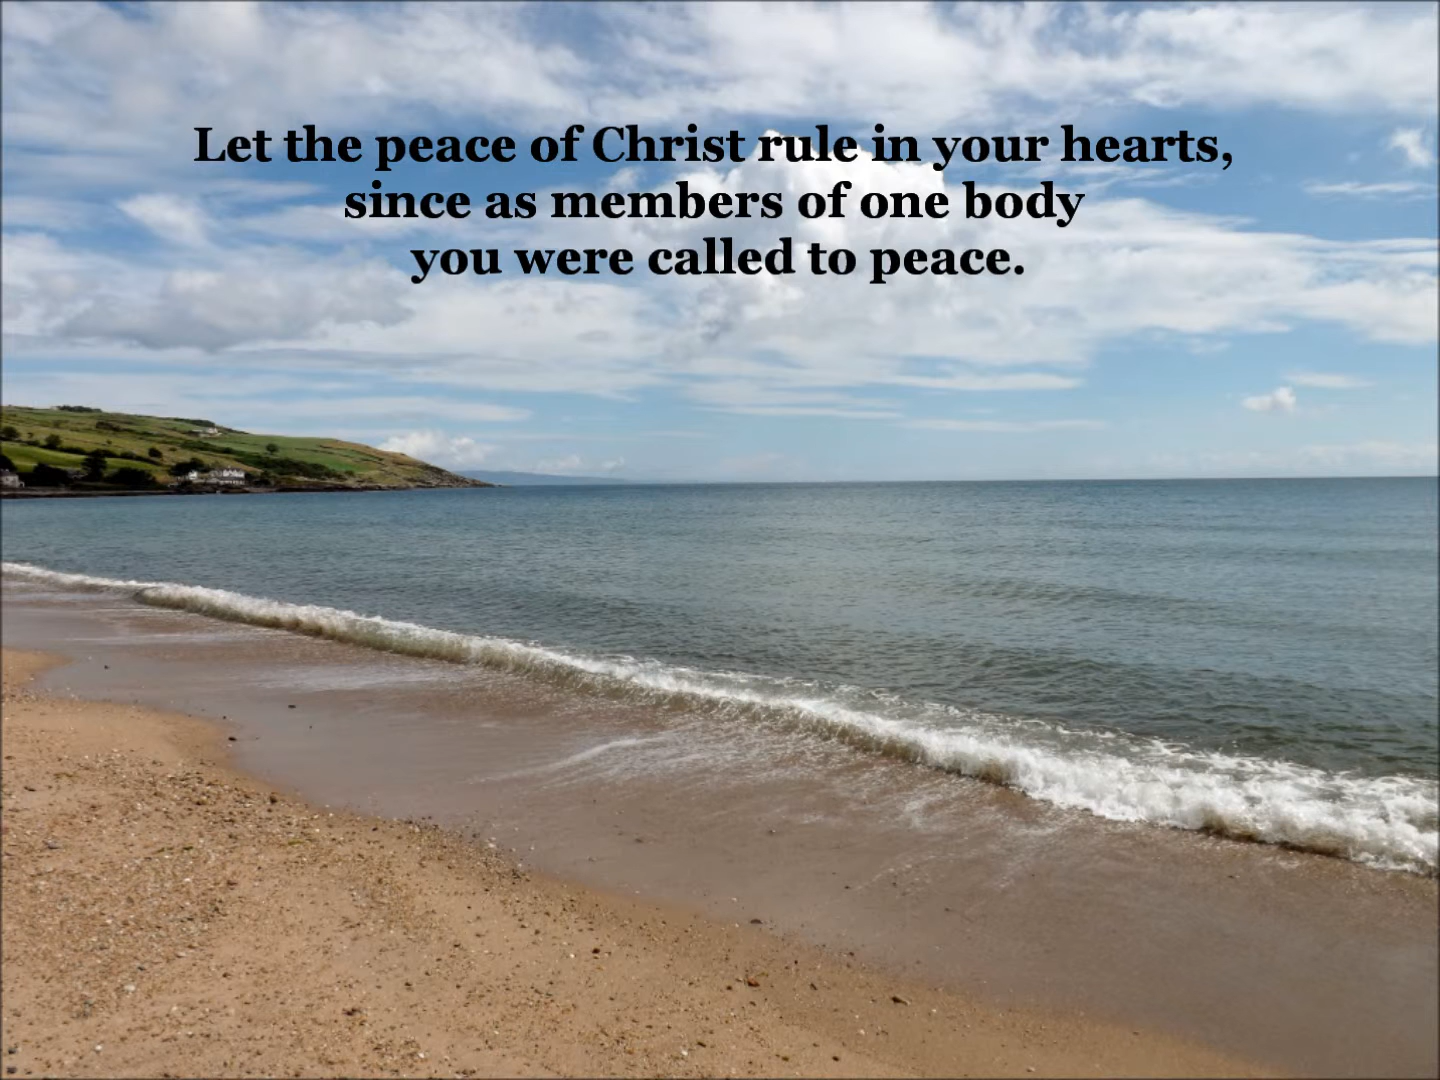 Let the peace of Christ rule in your hearts,
since as members of one body
you were called to peace.